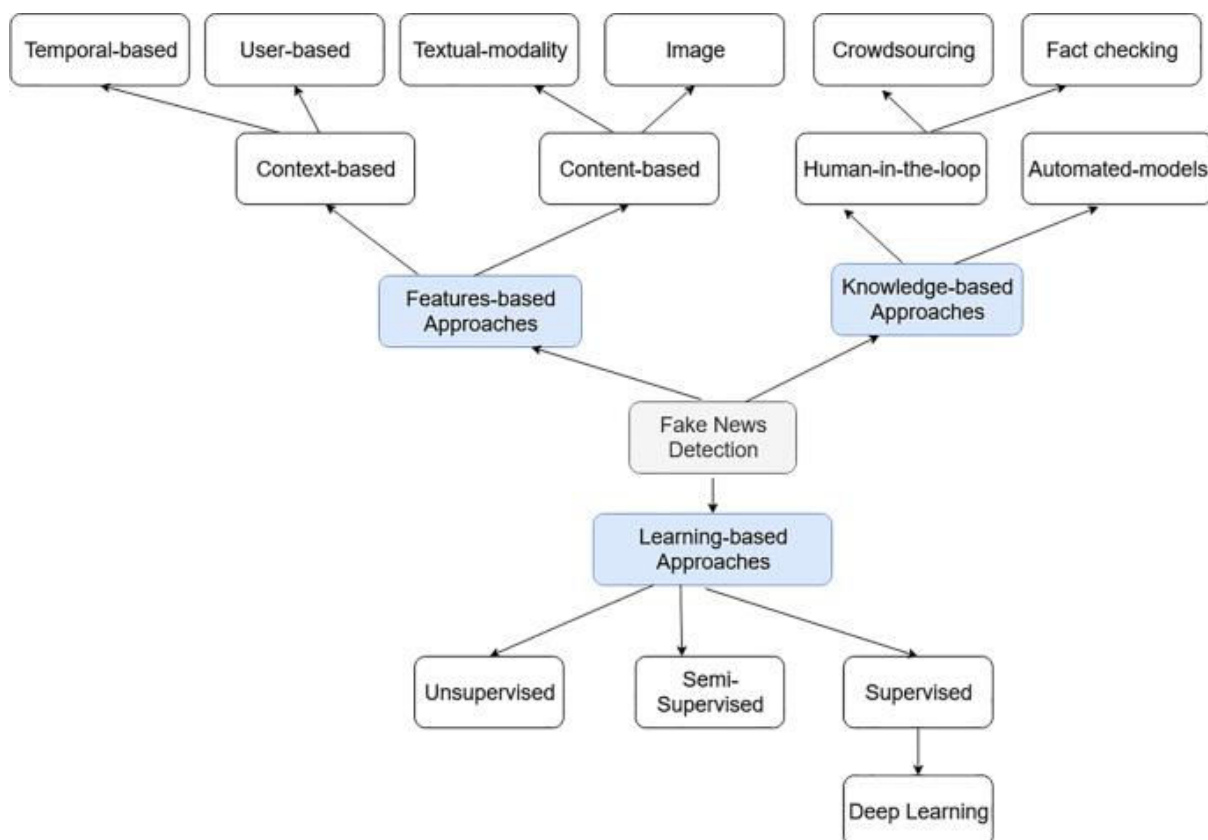 Temporal-based
User-based
Textual-modality
Image
Crowdsourcing
Fact checking
Context-based
Content-based
Human-in-the-loop
Automated-models
Features-based
Approaches
Knowledge-based
Approaches
Fake News
Detection
Learning-based
Approaches
Unsupervised
Semi-
Supervised
Supervised
Deep Learning